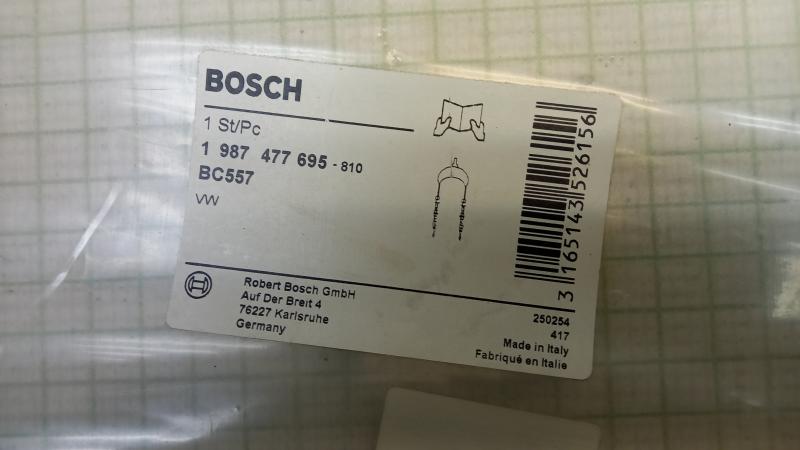 BOSCH
1 St/Pc
1 987 477 695 - 810
BC557
VW
3 165143 526156
Robert Bosch GmbH
Auf Der Breit 4
76227 Karlsruhe
Germany
250254
417
Made in Italy
Fabriqué en Italie